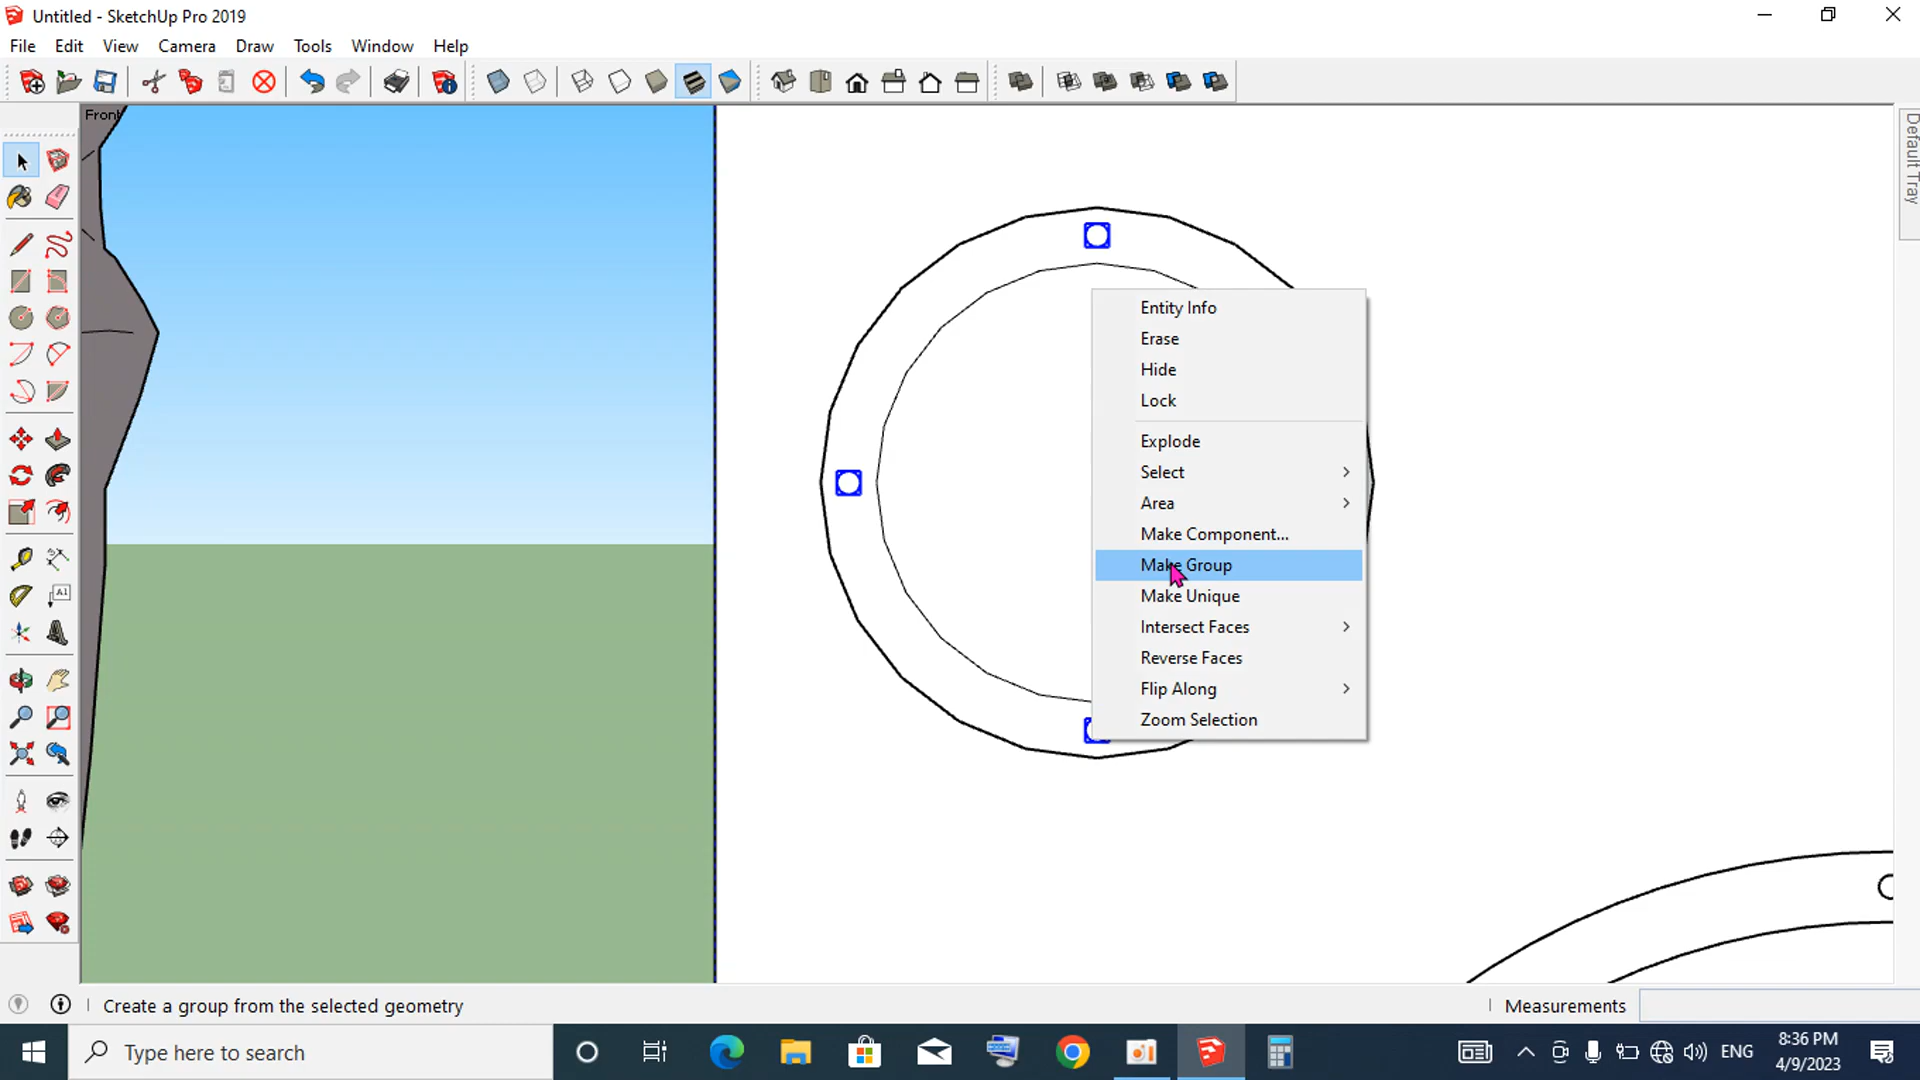 Untitled - SketchUp Pro 2019
File Edit View Camera Draw Tools Window Help
Front
Default Tray
A1
Entity Info
Erase
Hide
Lock
Explode
Select
Area
Make Component...
Make Group
Make Unique
Intersect Faces
Reverse Faces
Flip Along
Zoom Selection
Create a group from the selected geometry
Measurements
Type here to search
ENG
8:36 PM
4/9/2023